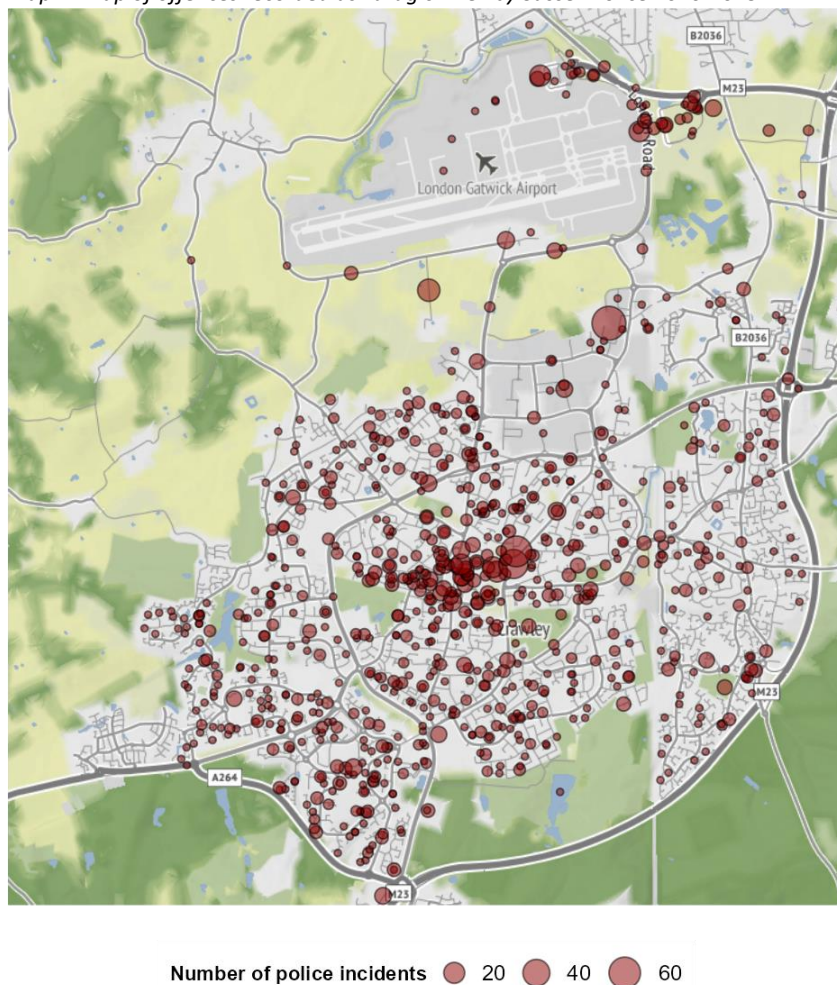 B2036
M23
Road
London Gatwick Airport
B2036
Crawley
M23
A264
M23
Number of police incidents 20 40 60